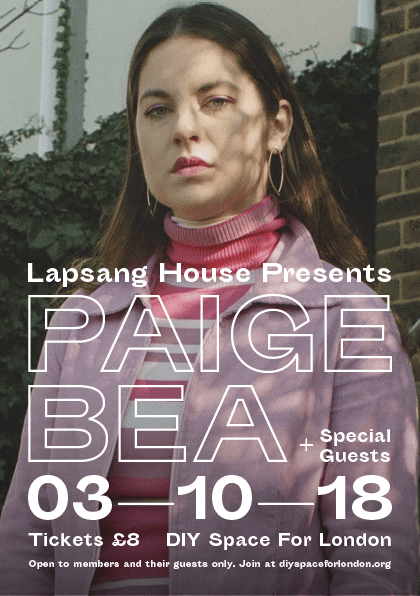 Lapsang House Presents
PAIGE
BEA + Special Guests
03—10—18
Tickets £8 DIY Space For London
Open to members and their guests only. Join at diyspaceforlondon.org